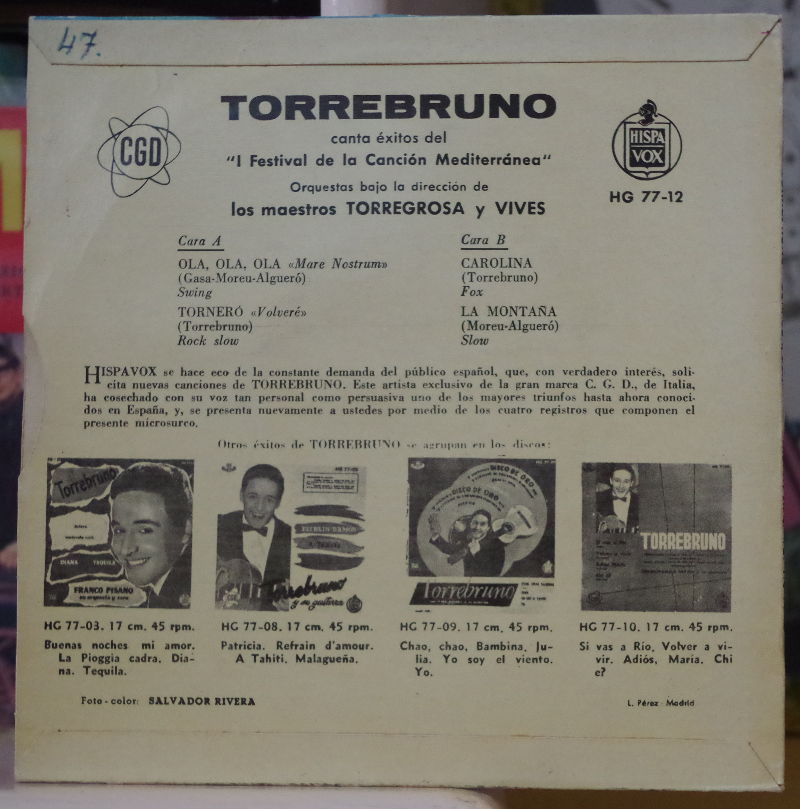 47.
CGD
TORREBRUNO
canta éxitos del
"I Festival de la Canción Mediterránea"
Orquestas bajo la dirección de
los maestros TORREGROSA y VIVES
HISPA
VOX
HG 77-12
Cara A
OLA, OLA, OLA «Mare Nostrum»
(Gasa-Moreu-Algueró)
Swing
TORNERÓ «Volveré»
(Torrebruno)
Rock slow
Cara B
CAROLINA
(Torrebruno)
Fox
LA MONTAÑA
(Moreu-Algueró)
Slow
HISPAVOX se hace eco de la constante demanda del público español, que, con verdadero interés, soli-
cita nuevas canciones de TORREBRUNO. Este artista exclusivo de la gran marca C. G. D., de Italia,
ha cosechado con su voz tan personal como persuasiva uno de los mayores triunfos hasta ahora conoci-
dos en España, y, se presenta nuevamente a ustedes por medio de los cuatro registros que componen el
presente microsurco.
Otros éxitos de TORREBRUNO se agrupan en los discos:
Torrebruno
DIANA TEQUILA
FRANCO PISANO
Torrebruno
y su guitarra
DISCO DE ORO
Torrebruno
TORREBRUNO
HG 77-03. 17 cm. 45 rpm.
Buenas noches mi amor.
La Pioggia cadra. Dia-
na. Tequila.
HG 77-08. 17 cm. 45 rpm.
Patricia. Refrain d'amour.
A Tahiti. Malagueña.
HG 77-09. 17 cm. 45 rpm.
Chao, chao, Bambina. Ju-
lia. Yo soy el viento.
Yo.
HG 77-10. 17 cm. 45 rpm.
Si vas a Río, Volver a vi-
vir. Adiós, María. Chi
e?
Foto-color: SALVADOR RIVERA
L. Pérez - Madrid